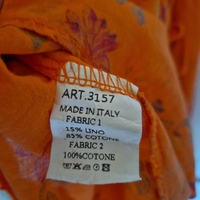 ART.3157
MADE IN ITALY
FABRIC 1
15% LINO
85% COTONE
FABRIC 2
100%COTONE